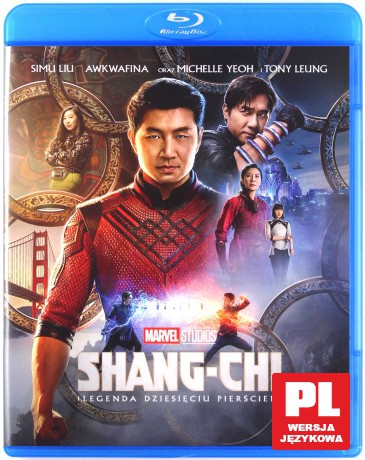 Blu-ray Disc
SIMU LIU AWKWAFINA ORAZ MICHELLE YEOH I TONY LEUNG
MARVEL STUDIOS
SHANG-CHI
I LEGENDA DZIESIĘCIU PIERŚCIE
PL
WERSJA
JĘZYKOWA